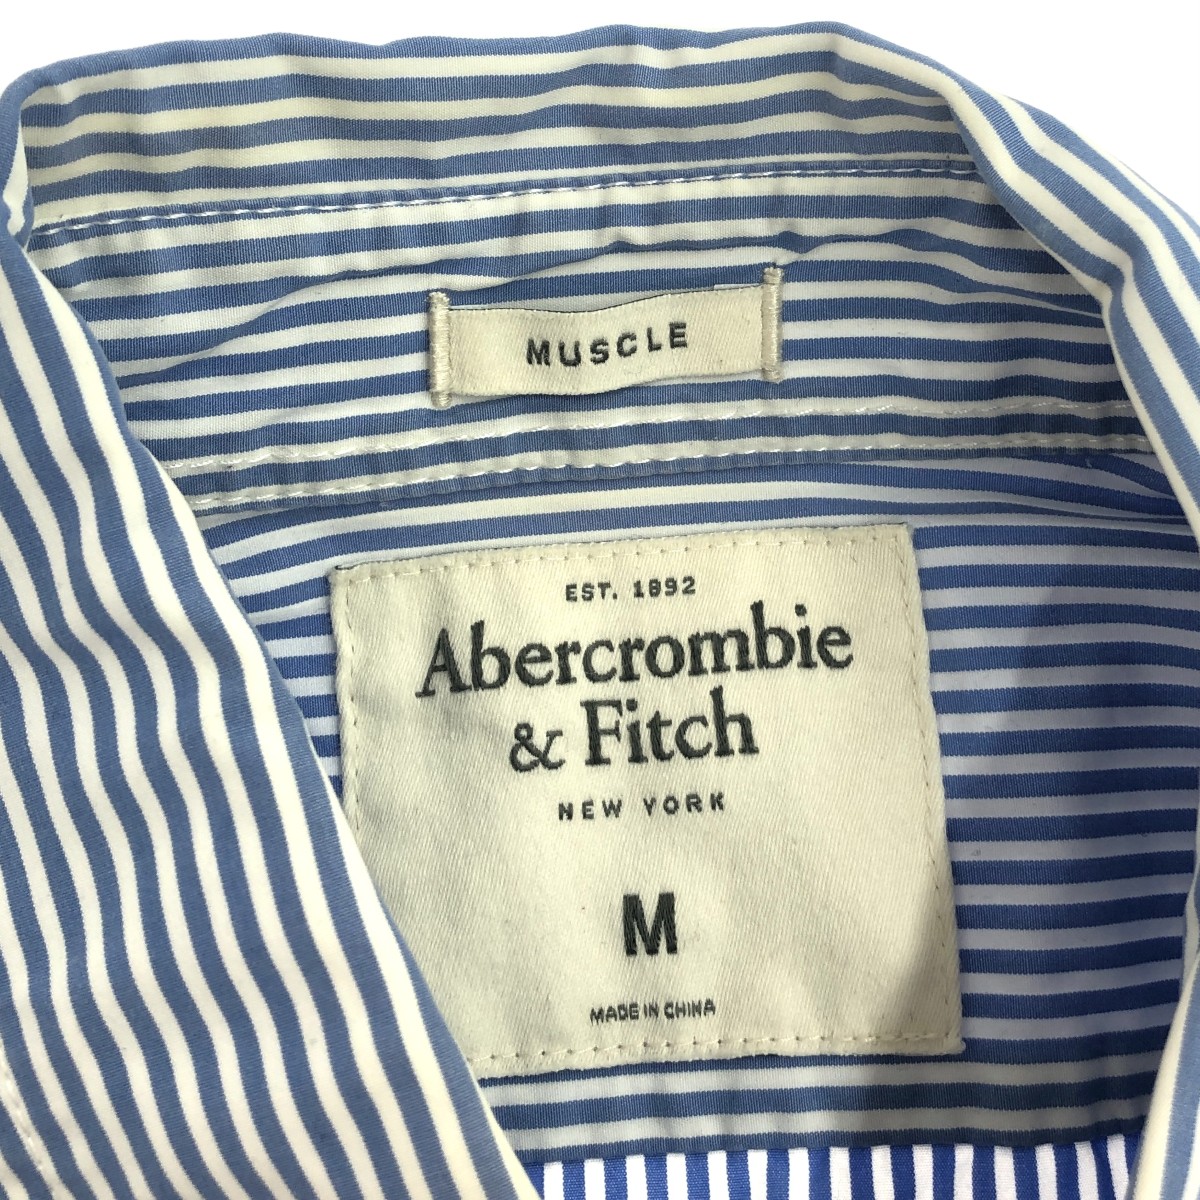 MUSCLE
EST. 1892
Abercrombie
& Fitch
NEW YORK
M
MADE IN CHINA